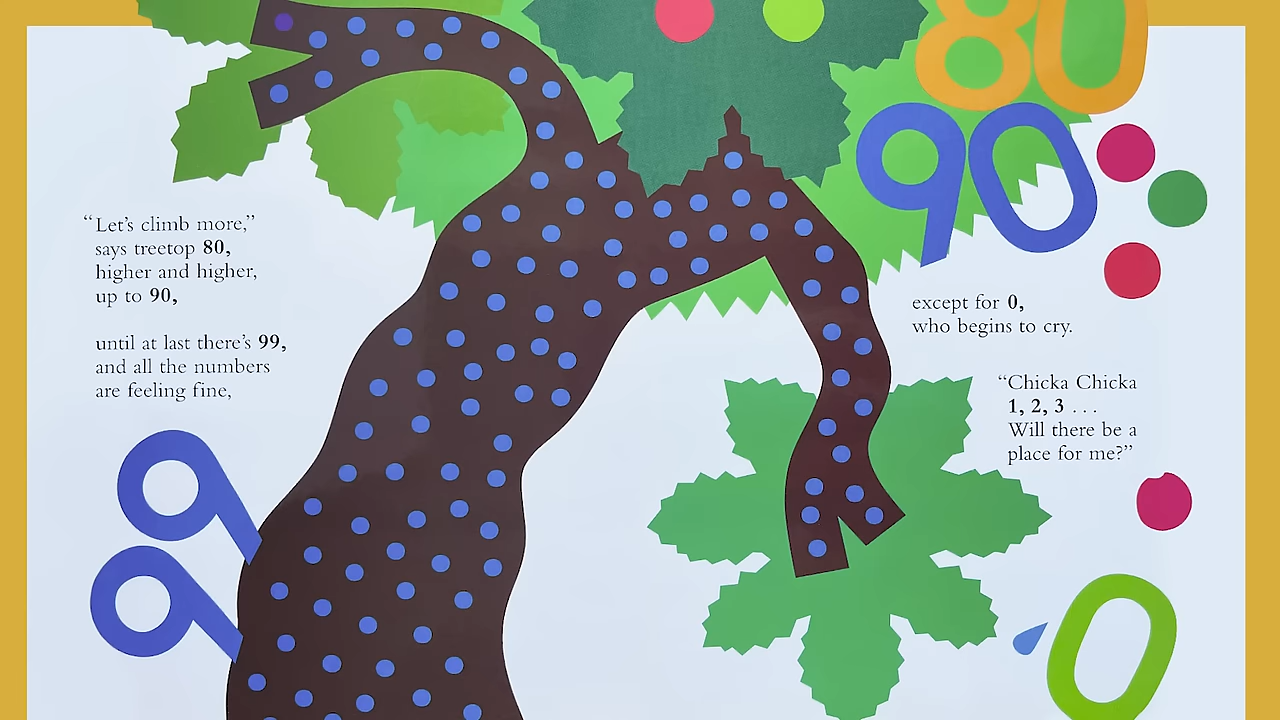 80
90
“Let’s climb more,”
says treetop 80,
higher and higher,
up to 90,
until at last there’s 99,
and all the numbers
are feeling fine,
except for 0,
who begins to cry.
“Chicka Chicka
1, 2, 3 . . .
Will there be a
place for me?”
99
0